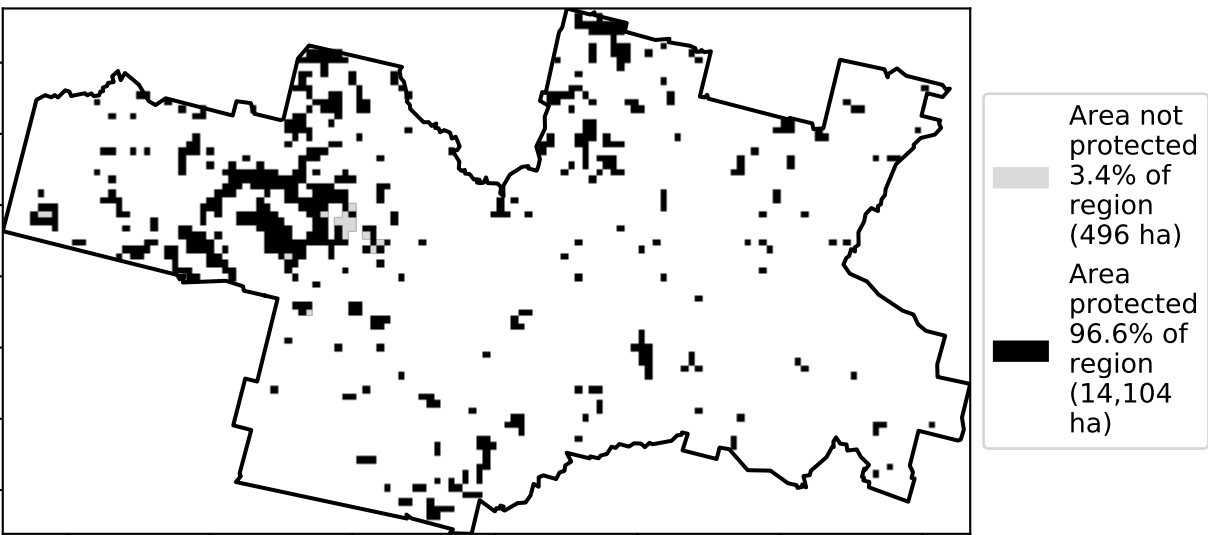 Area not
protected
3.4% of
region
(496 ha)
Area
protected
96.6% of
region
(14,104
ha)